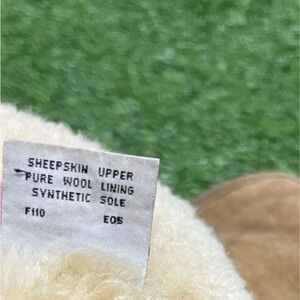 SHEEPSKIN UPPER
PURE WOOL LINING
SYNTHETIC SOLE
F110 E05